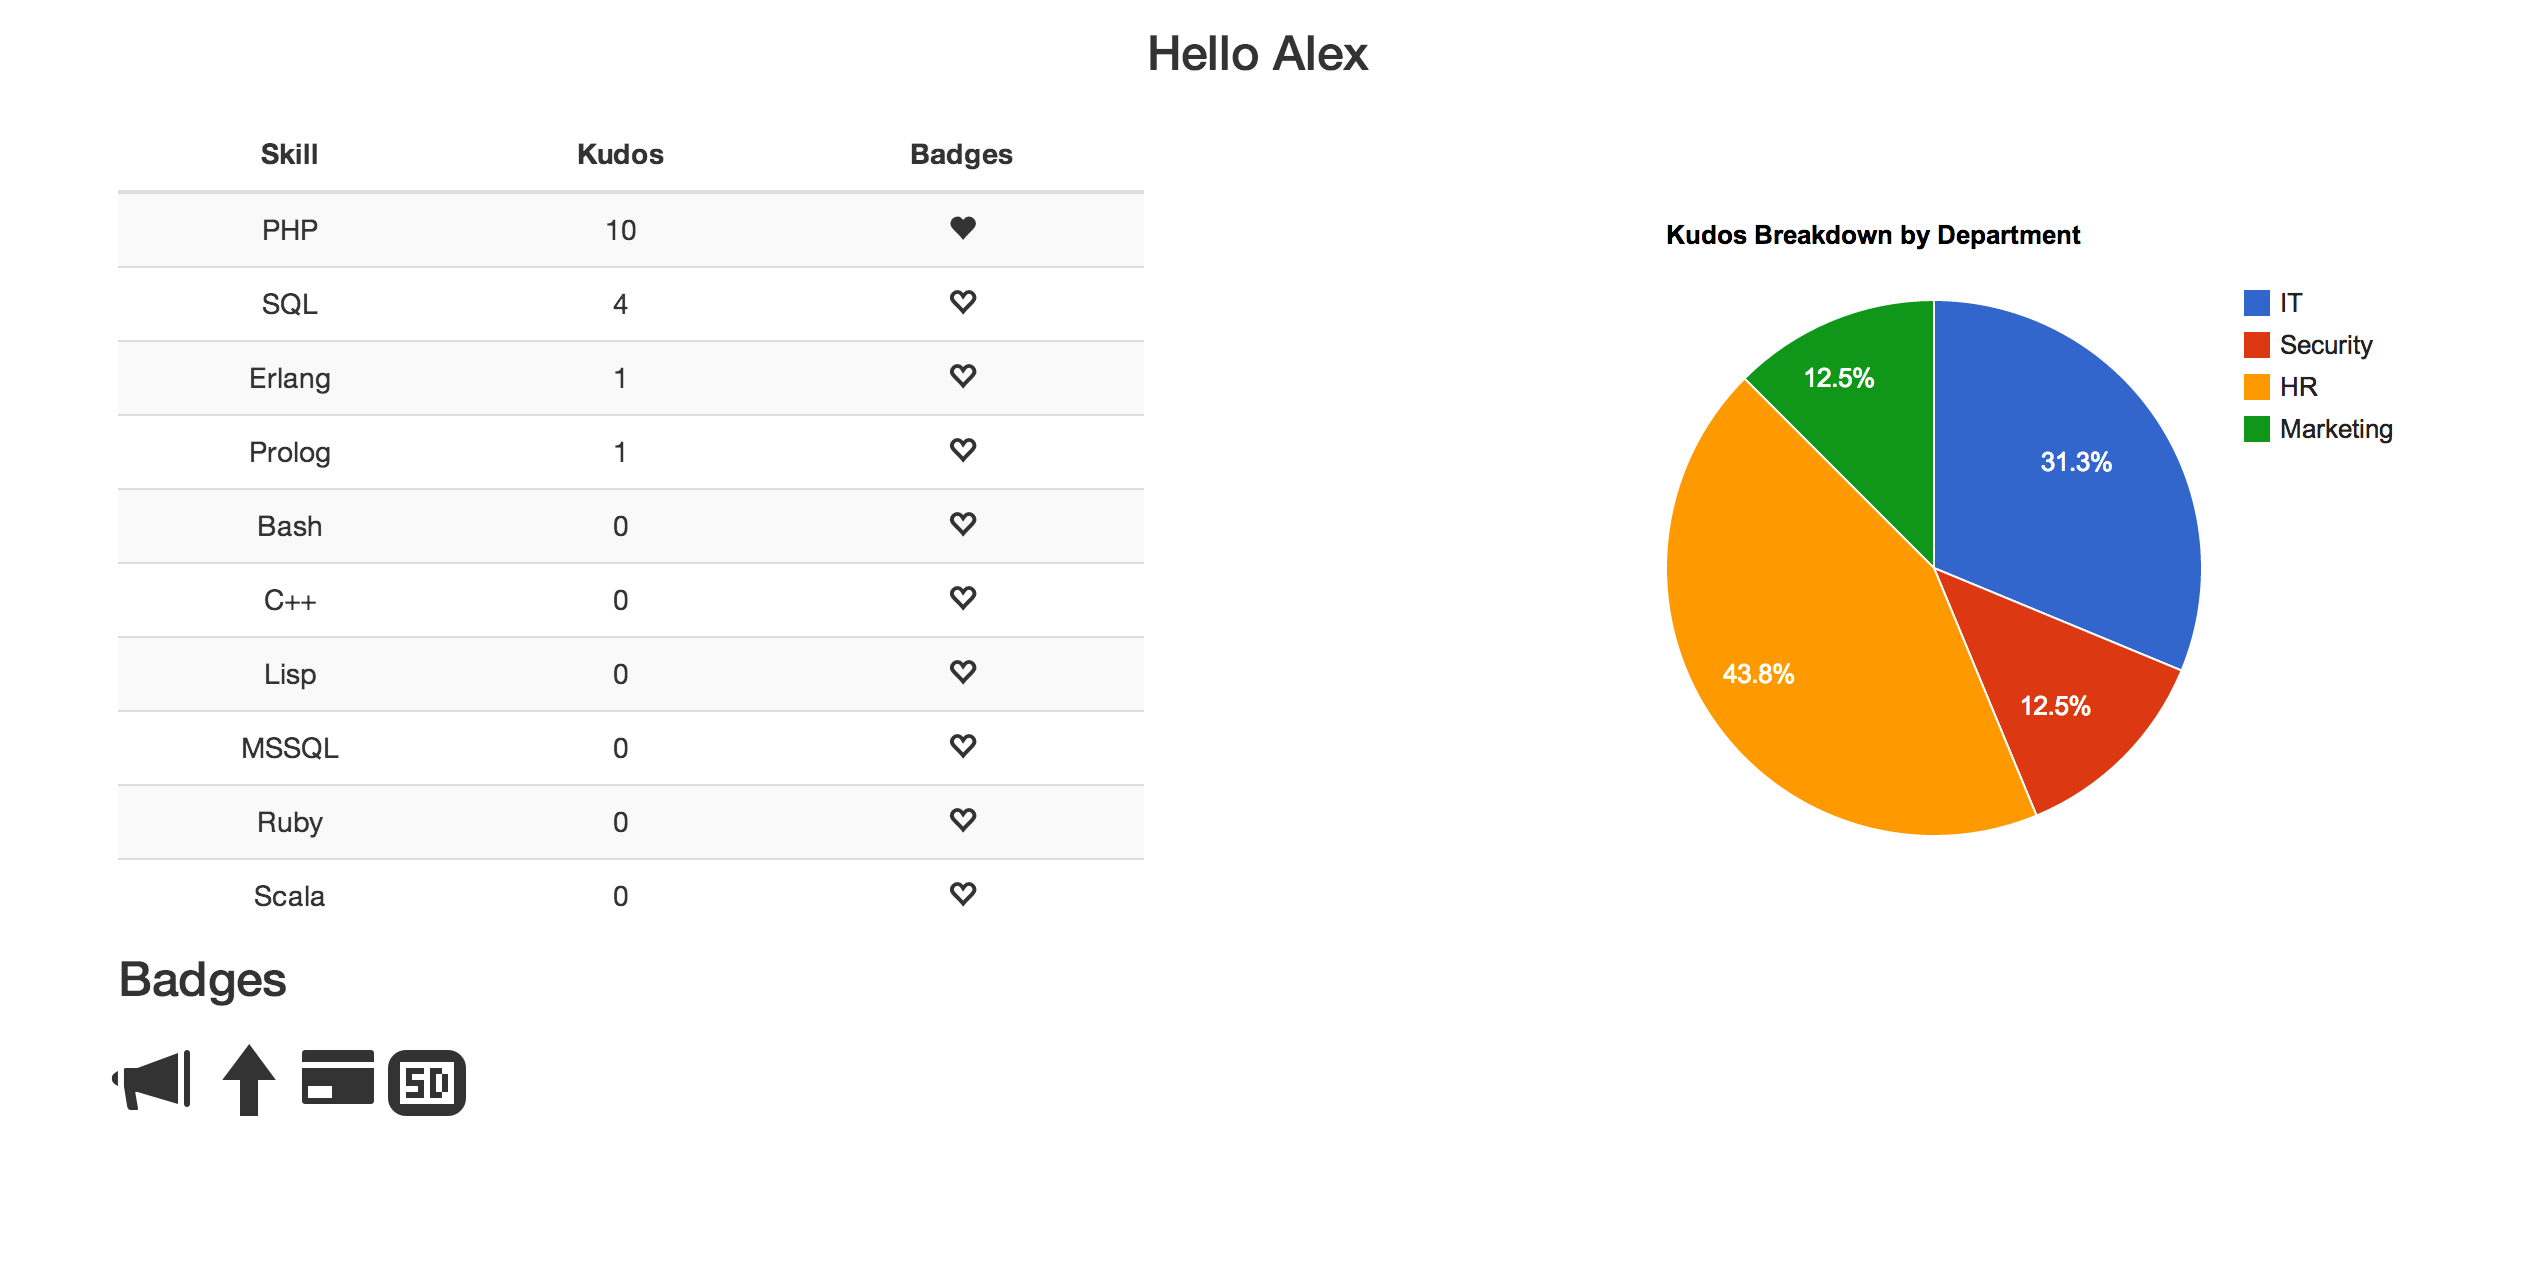 Hello Alex
Skill Kudos Badges
PHP 10
SQL 4
Erlang 1
Prolog 1
Bash 0
C++ 0
Lisp 0
MSSQL 0
Ruby 0
Scala 0
Badges
SD
Kudos Breakdown by Department
IT
Security
HR
Marketing
12.5%
31.3%
43.8%
12.5%